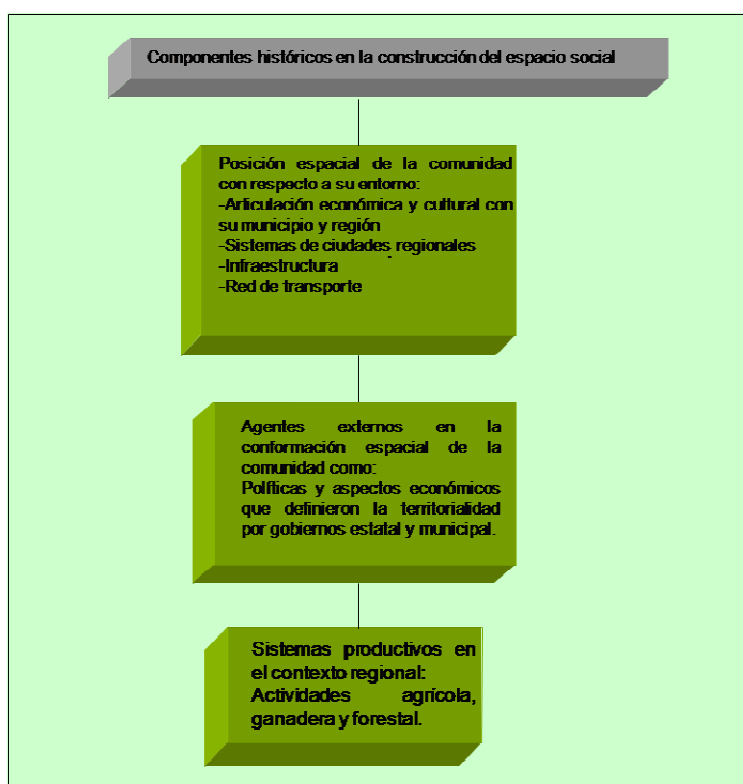 Componentes históricos en la construcción del espacio social
Posición espacial de la comunidad
con respecto a su entorno:
-Articulación económica y cultural con
su municipio y región
-Sistemas de ciudades regionales
-Infraestructura
-Red de transporte
Agentes externos en la
conformación espacial de la
comunidad como:
Políticas y aspectos económicos
que definieron la territorialidad
por gobiernos estatal y municipal.
Sistemas productivos en
el contexto regional:
Actividades agrícola,
ganadera y forestal.